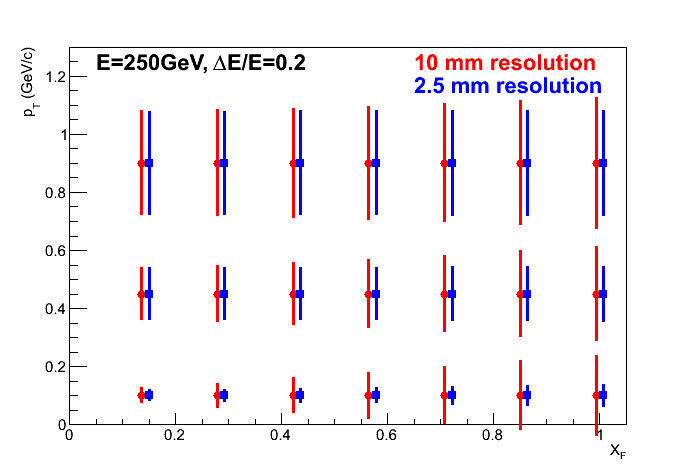 p_T (GeV/c)
E=250GeV, ΔE/E=0.2
10 mm resolution
2.5 mm resolution
1.2
1
0.8
0.6
0.4
0.2
0
0 0.2 0.4 0.6 0.8 1
X_F